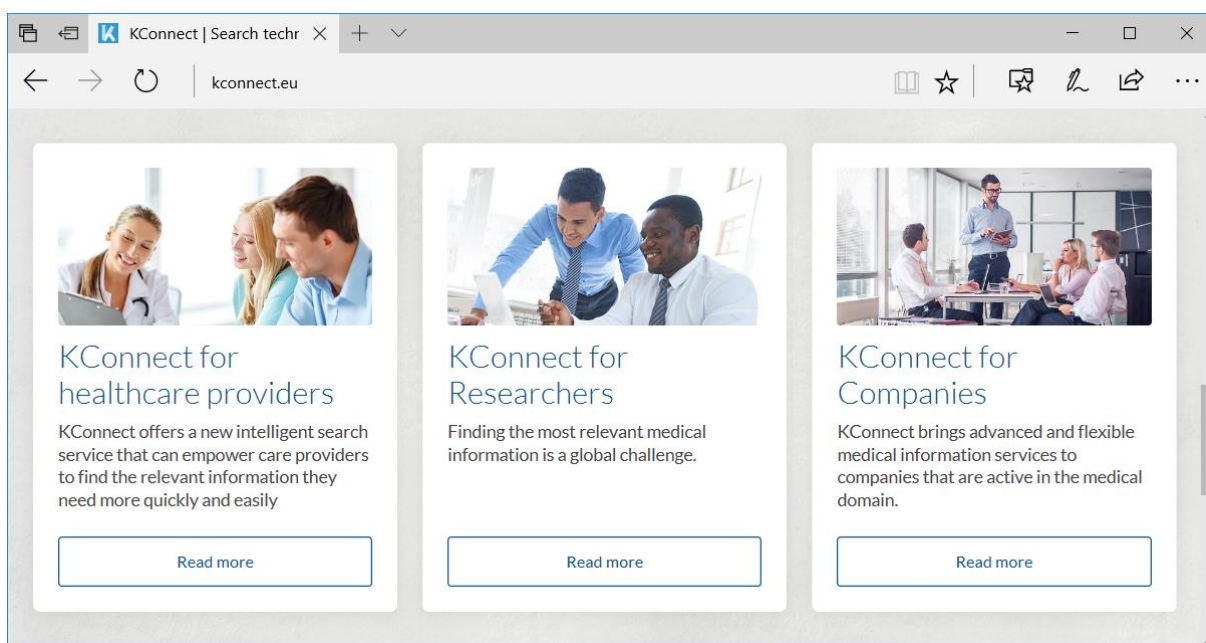 KConnect | Search techr
kconnect.eu
KConnect for
healthcare providers
KConnect offers a new intelligent search
service that can empower care providers
to find the relevant information they
need more quickly and easily
Read more
KConnect for
Researchers
Finding the most relevant medical
information is a global challenge.
Read more
KConnect for
Companies
KConnect brings advanced and flexible
medical information services to
companies that are active in the medical
domain.
Read more